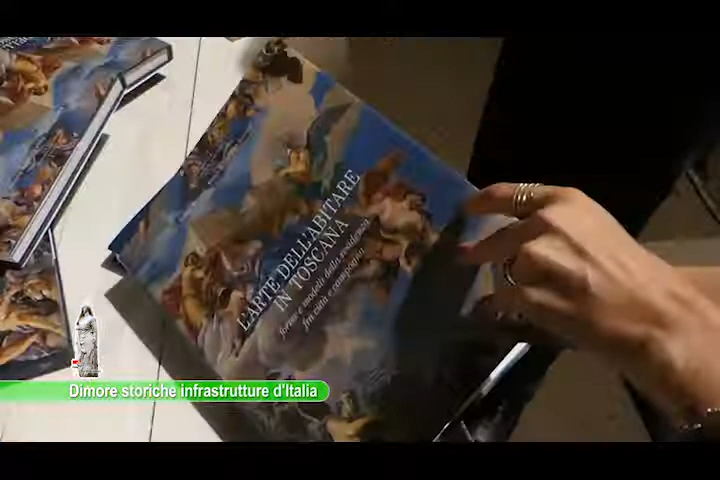 L'ARTE DELL'ABITARE
IN TOSCANA
forme e modelli della residenza
fra città e campagna
Dimore storiche infrastrutture d'Italia